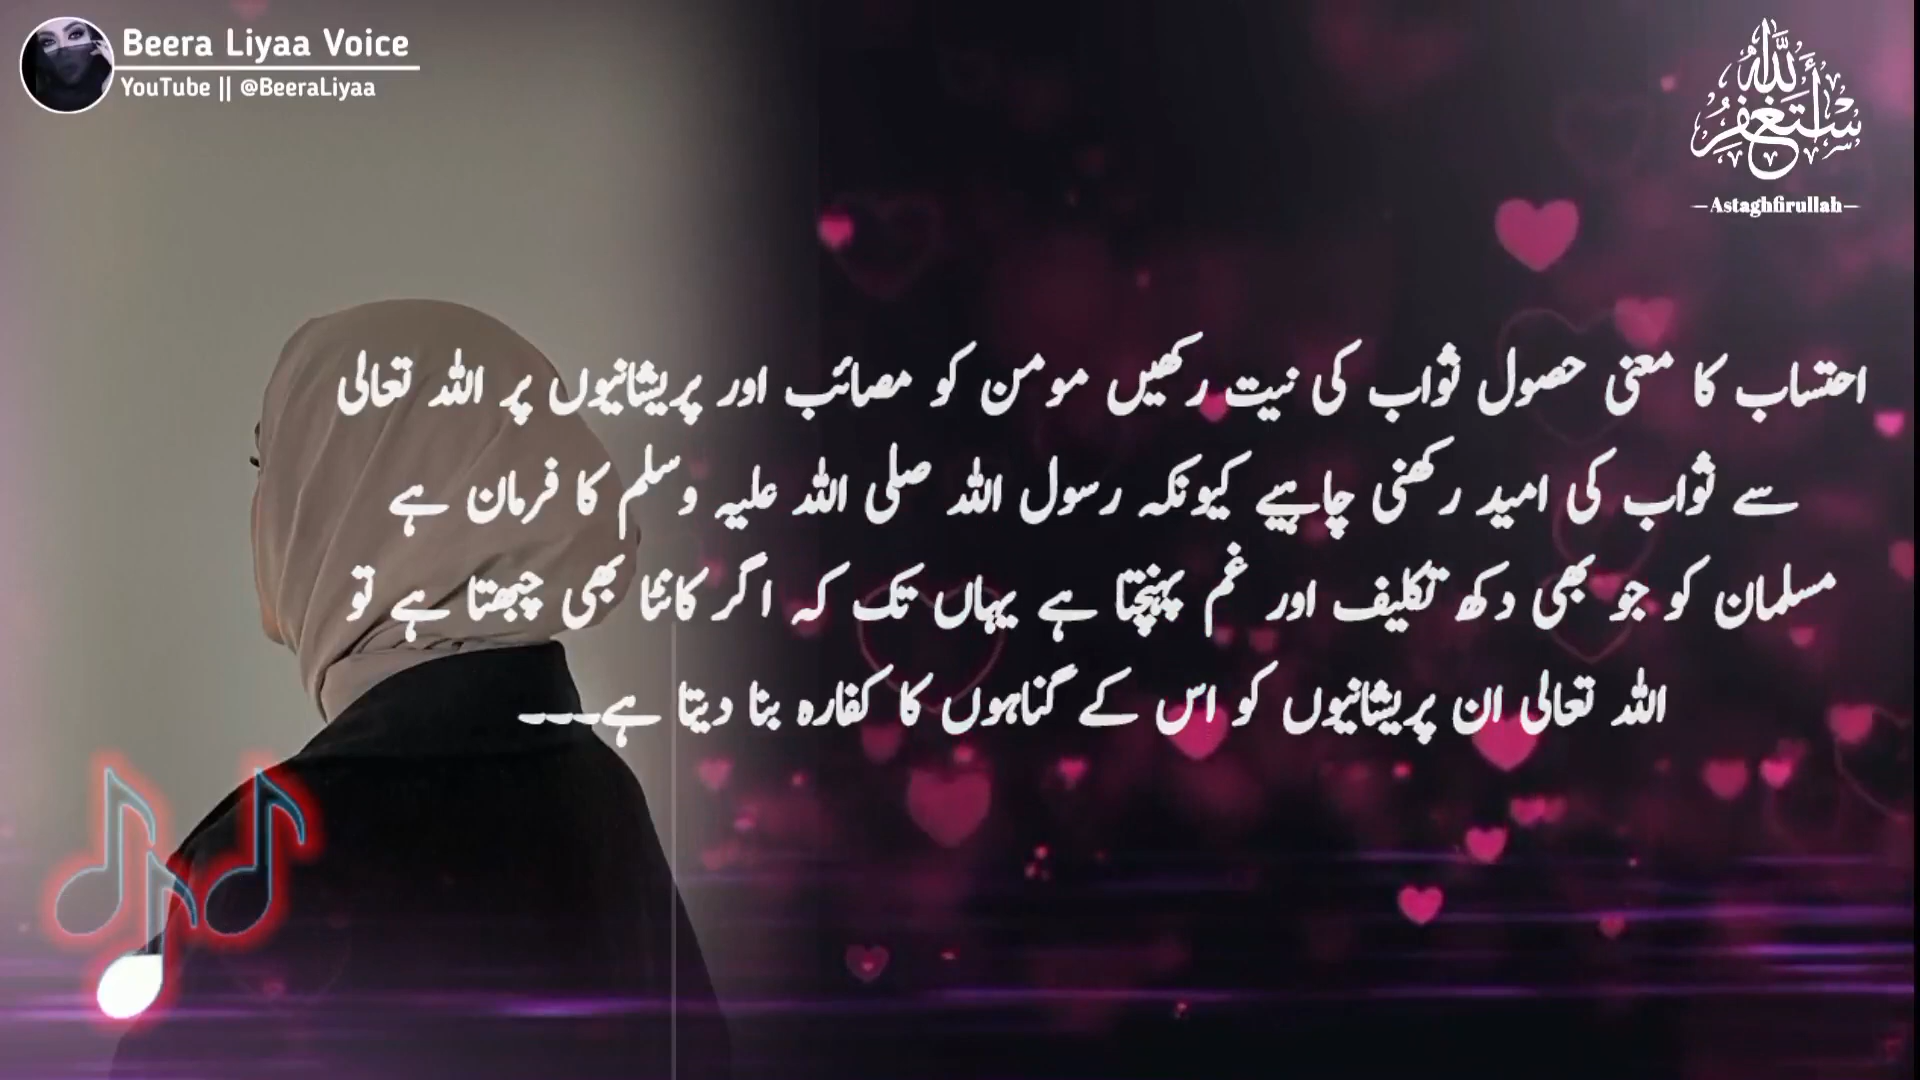 Beera Liyaa Voice
YouTube || @BeeraLiyaa
أستغفر الله
—Astaghfirullah—
احتساب کا معنی حصول ثواب کی نیت رکھیں مومن کو مصائب اور پریشانیوں پر اللہ تعالی
سے ثواب کی امید رکھنی چاہیے کیونکہ رسول اللہ صلی اللہ علیہ وسلم کا فرمان ہے
مسلمان کو جو بھی دکھ تکلیف اور غم پہنچتا ہے یہاں تک کہ اگر کانٹا بھی چبھتا ہے تو
اللہ تعالی ان پریشانیوں کو اس کے گناہوں کا کفارہ بنا دیتا ہے۔۔۔